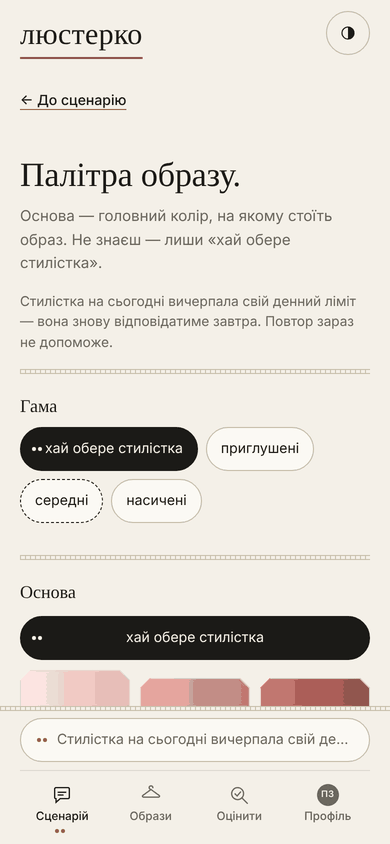 люстерко
← До сценарію
Палітра образу.
Основа — головний колір, на якому стоїть
образ. Не знаєш — лиши «хай обере
стилістка».
Стилістка на сьогодні вичерпала свій денний ліміт
— вона знову відповідатиме завтра. Повтор зараз
не допоможе.
Гама
хай обере стилістка
приглушені
середні
насичені
Основа
хай обере стилістка
Стилістка на сьогодні вичерпала свій де...
Сценарій
Образи
Оцінити
ПЗ
Профіль